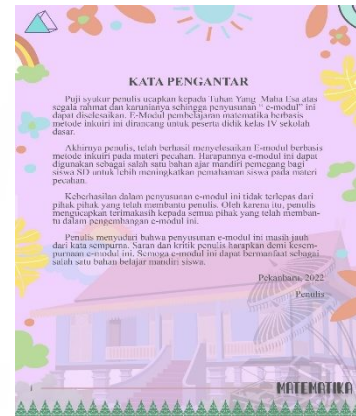 KATA PENGANTAR
Puji syukur penulis ucapkan kepada Tuhan Yang Maha Esa atas
segala rahmat dan karunianya sehingga penyusunan “ e-modul” ini
dapat diselesaikan. E-Modul pembelajaran matematika berbasis
metode inkuiri ini dirancang untuk peserta didik kelas IV sekolah
dasar.
Akhirnya penulis, telah berhasil menyelesaikan E-modul berbasis
metode inkuiri pada materi pecahan. Harapannya e-modul ini dapat
digunakan sebagai salah satu bahan ajar mandiri pemegang bagi
siswa SD untuk lebih meningkatkan pemahaman siswa pada materi
pecahan.
Keberhasilan dalam penyusunan e-modul ini tidak terlepas dari
pihak pihak yang telah membantu penulis. Oleh karena itu, penulis
mengucapkan terimakasih kepada semua pihak yang telah memban-
tu dalam pengembangan e-modul ini.
Penulis menyadari bahwa penyusunan e-modul ini masih jauh
dari kata sempurna. Saran dan kritik penulis harapkan demi kesem-
purnaan e-modul ini. Semoga e-modul ini dapat bermanfaat sebagai
salah satu bahan belajar mandiri siswa.
Pekanbaru, 2022
Penulis
i
MATEMATIKA